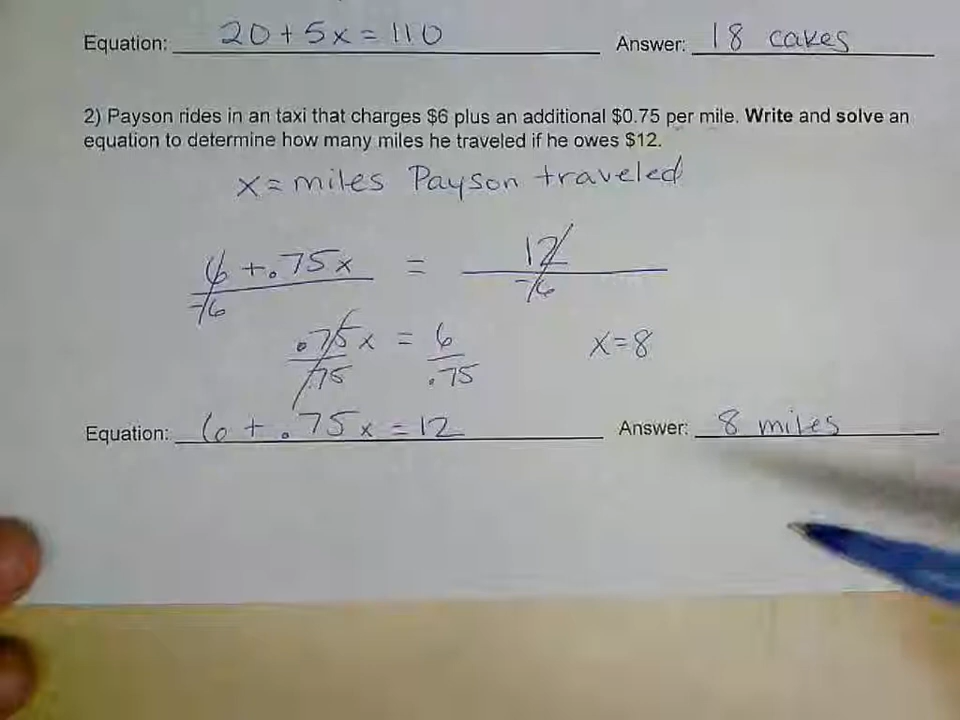 Equation: 20 + 5x = 110 Answer: 18 cakes
2) Payson rides in an taxi that charges $6 plus an additional $0.75 per mile. Write and solve an
equation to determine how many miles he traveled if he owes $12.
x = miles Payson traveled
6 + .75x = 12
-6 -6
.75x = 6 x = 8
.75 .75
Equation: 6 + .75x = 12 Answer: 8 miles